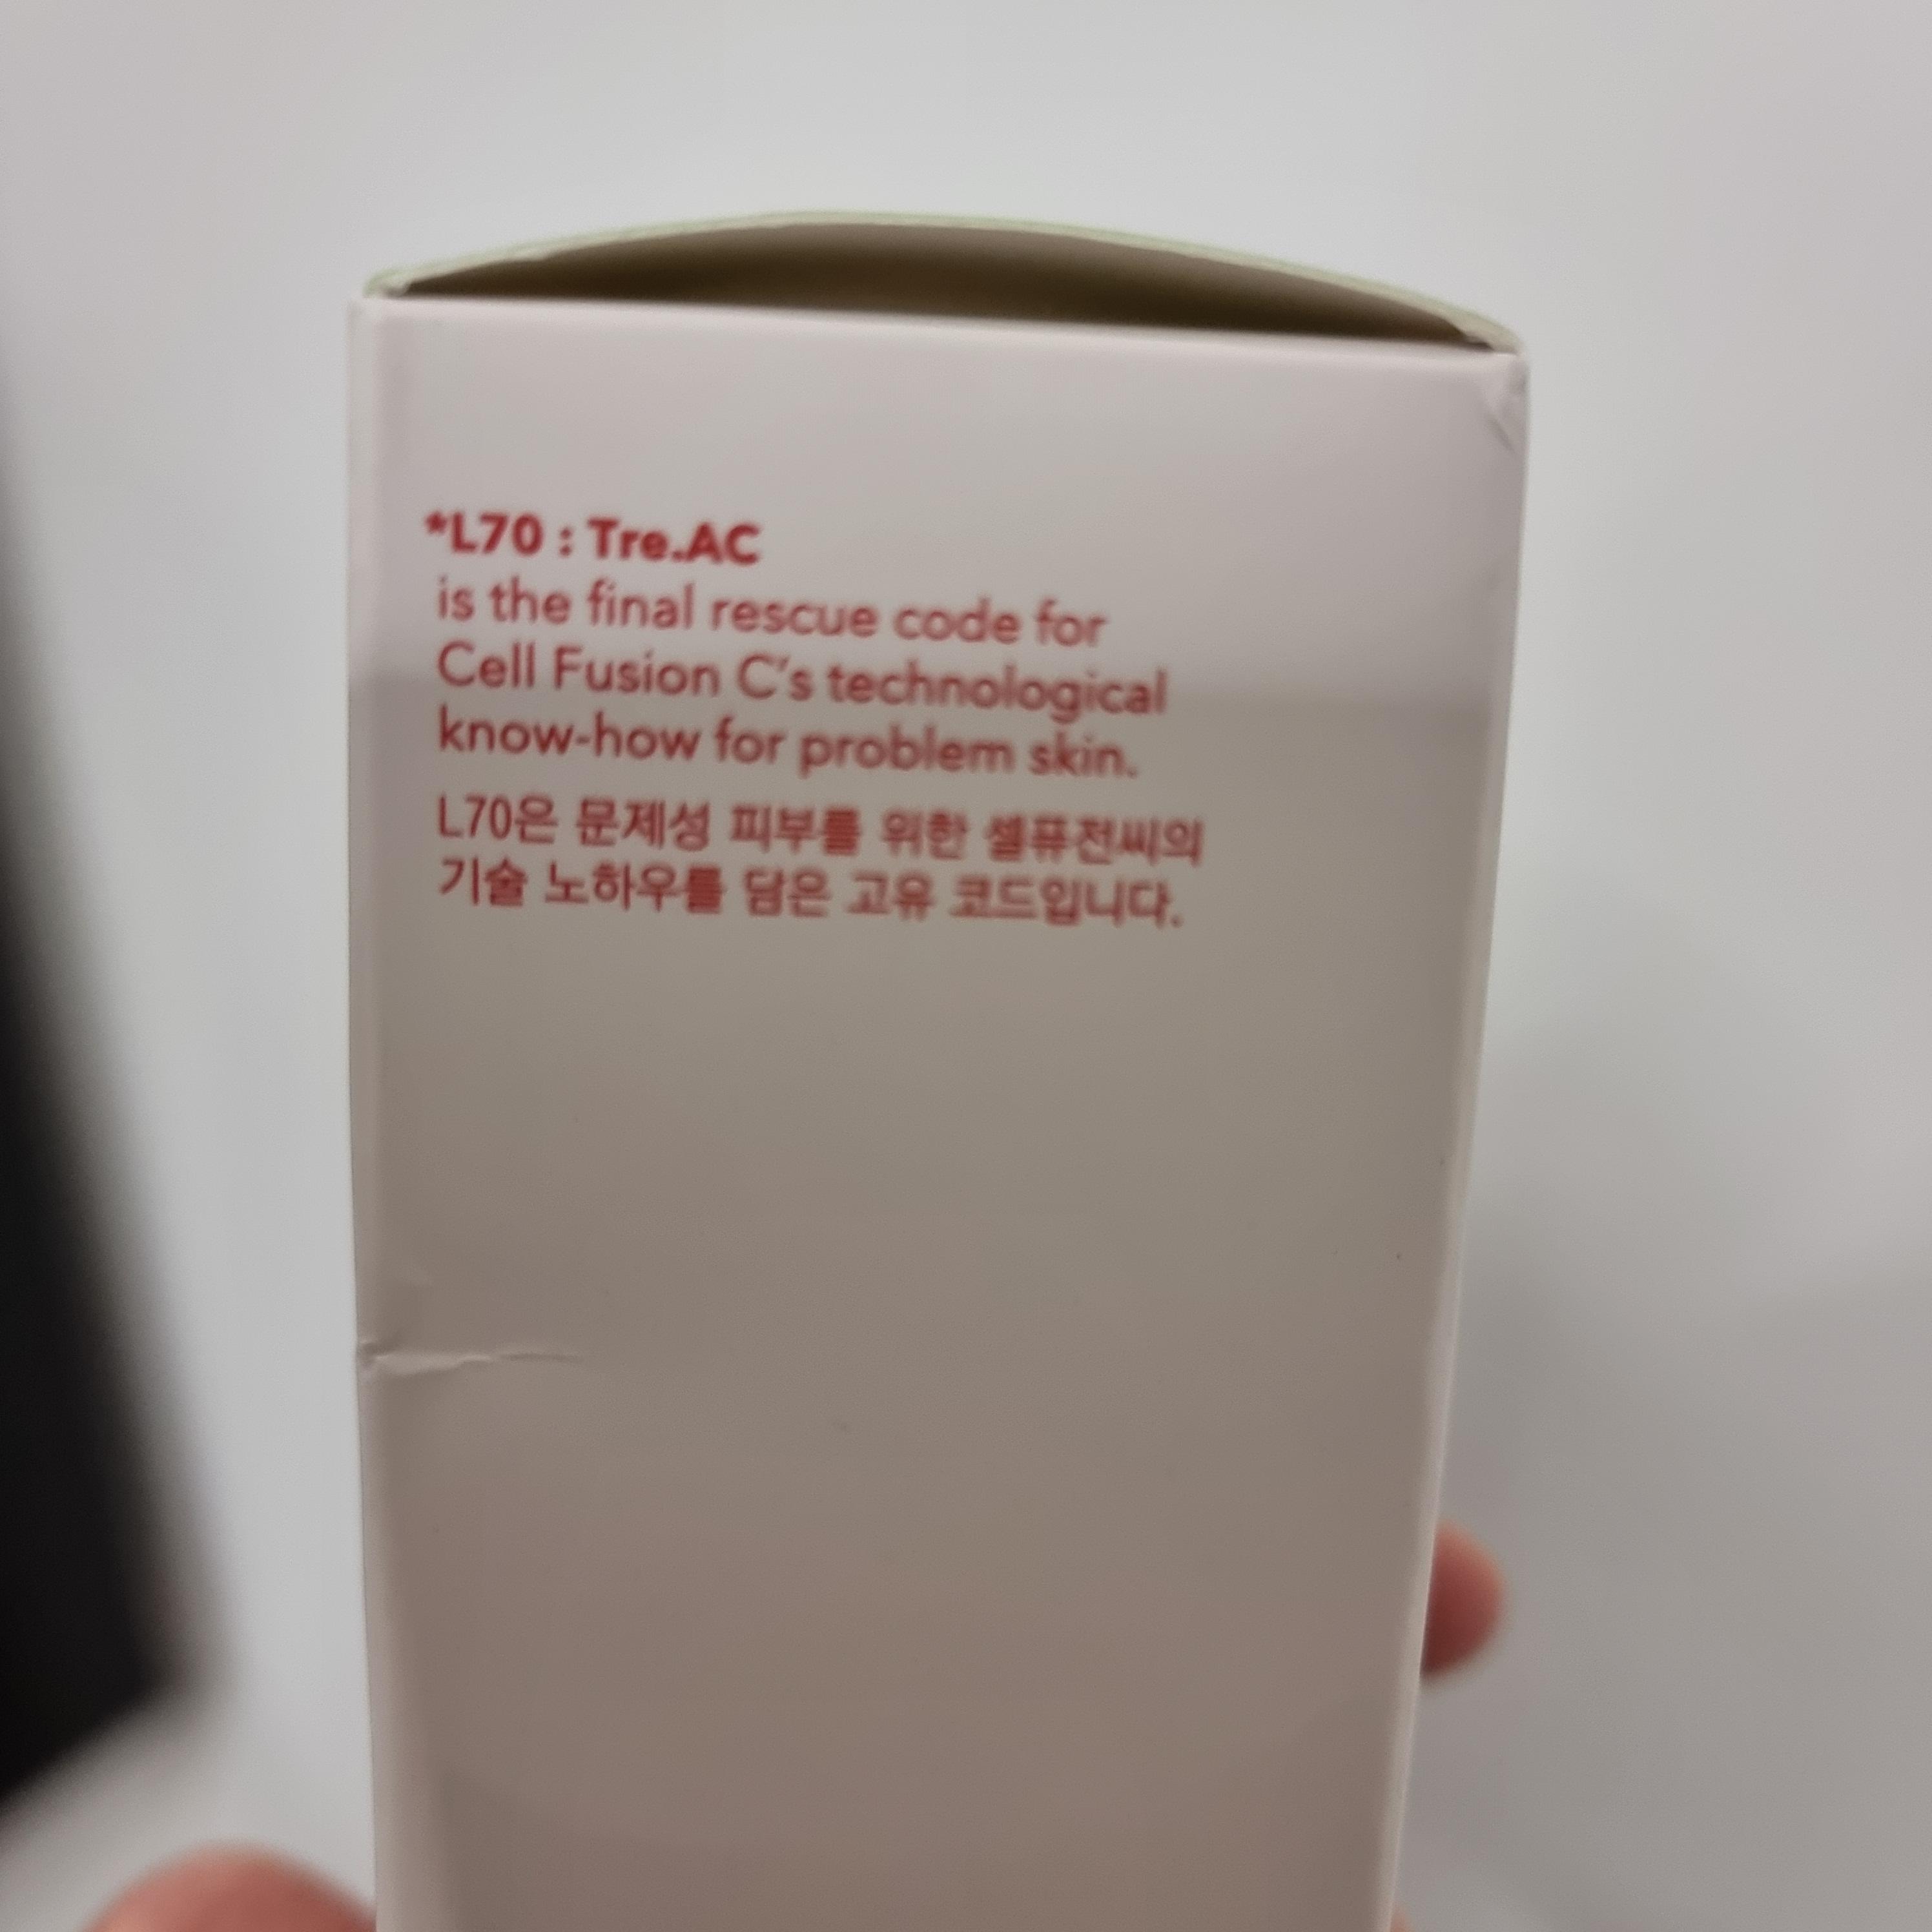 *L70 : Tre.AC
is the final rescue code for
Cell Fusion C's technological
know-how for problem skin.
L70은 문제성 피부를 위한 셀퓨전씨의
기술 노하우를 담은 고유 코드입니다.